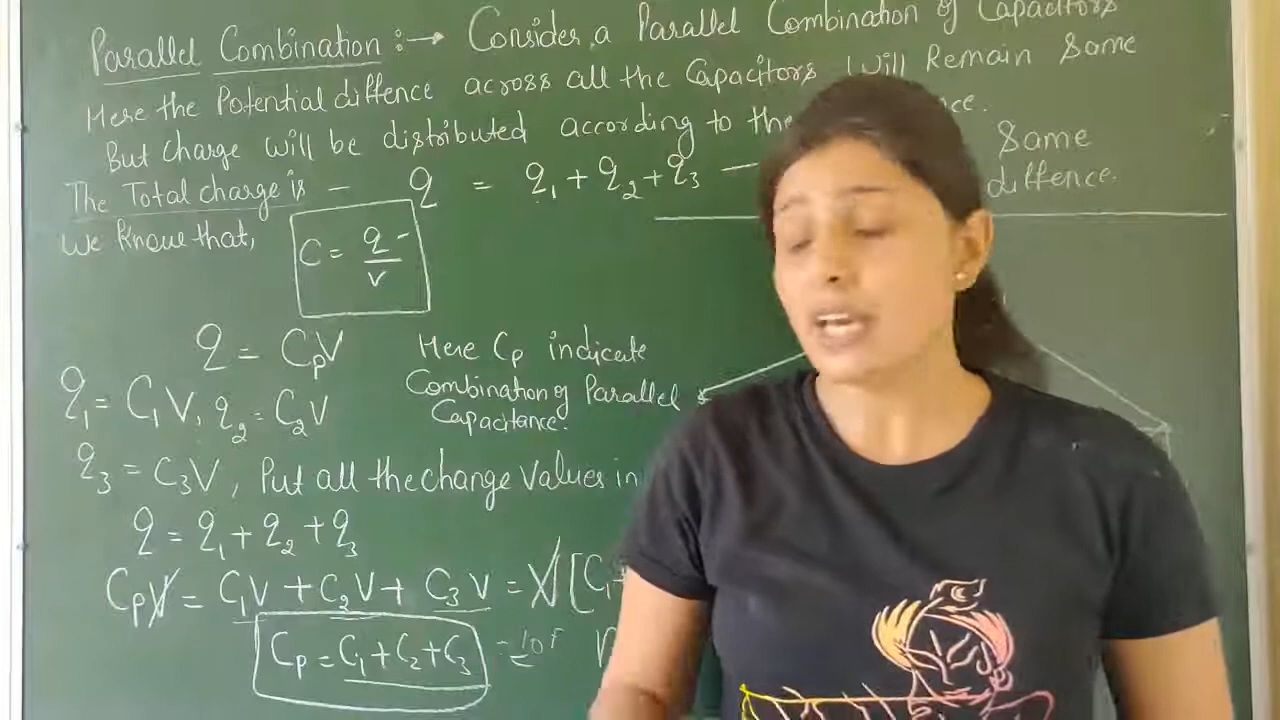 Parallel Combination :→ Consider a Parallel Combination of Capacitors
Here the Potential diffence across all the Capacitors will Remain Same
But charge will be distributed according to the
Same
diffence.
The Total charge is - q = q₁ + q₂ + q₃ —
We know that,
C = q/v
q = CpV
Here Cp indicate
Combination of Parallel
Capacitance.
q₁ = C₁V, q₂ = C₂V
q₃ = C₃V, Put all the change values in
q = q₁ + q₂ + q₃
CpV = C₁V + C₂V + C₃V = V[C₁+
Cp = C₁+C₂+C₃